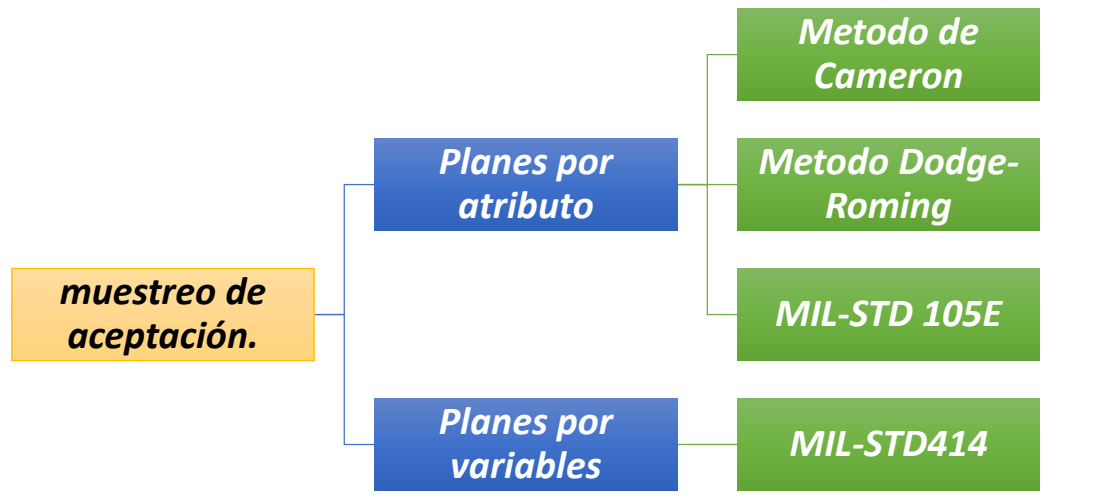 Metodo de
Cameron
Planes por
atributo
Metodo Dodge-
Roming
muestreo de
aceptación.
MIL-STD 105E
Planes por
variables
MIL-STD414